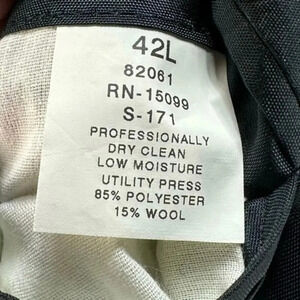 42L
82061
RN-15099
S-171
PROFESSIONALLY
DRY CLEAN
LOW MOISTURE
UTILITY PRESS
85% POLYESTER
15% WOOL